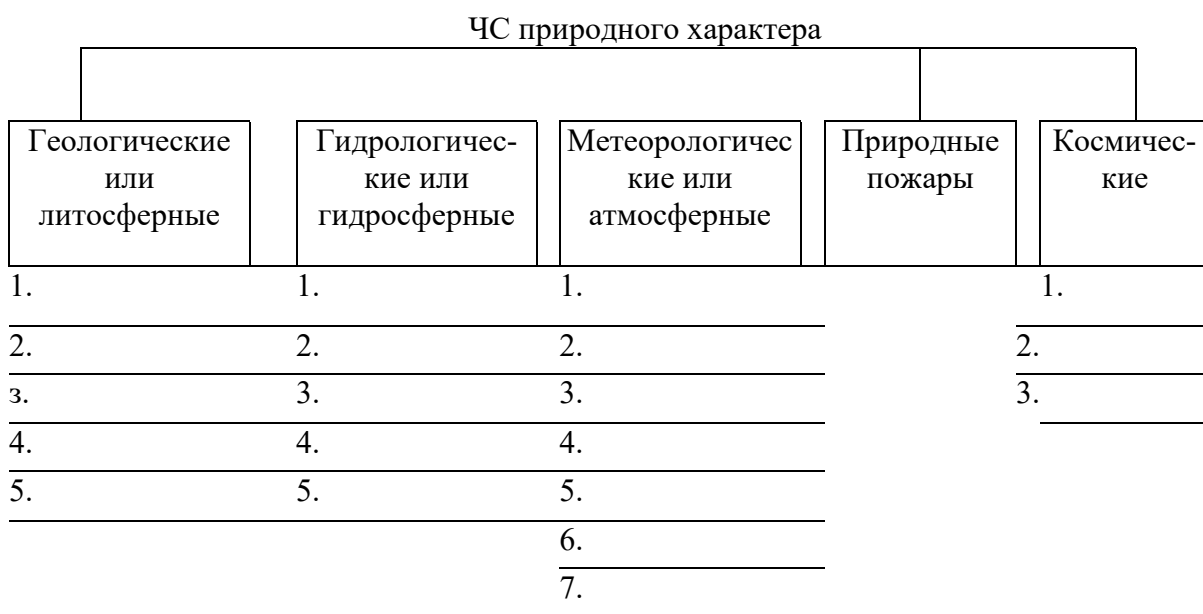 ЧС природного характера
Геологические
или
литосферные
Гидрологичес-
кие или
гидросферные
Метеорологичес
кие или
атмосферные
Природные
пожары
Космичес-
кие
1. 1. 1. 1.
2. 2. 2. 2.
з. 3. 3. 3.
4. 4. 4.
5. 5. 5.
6.
7.